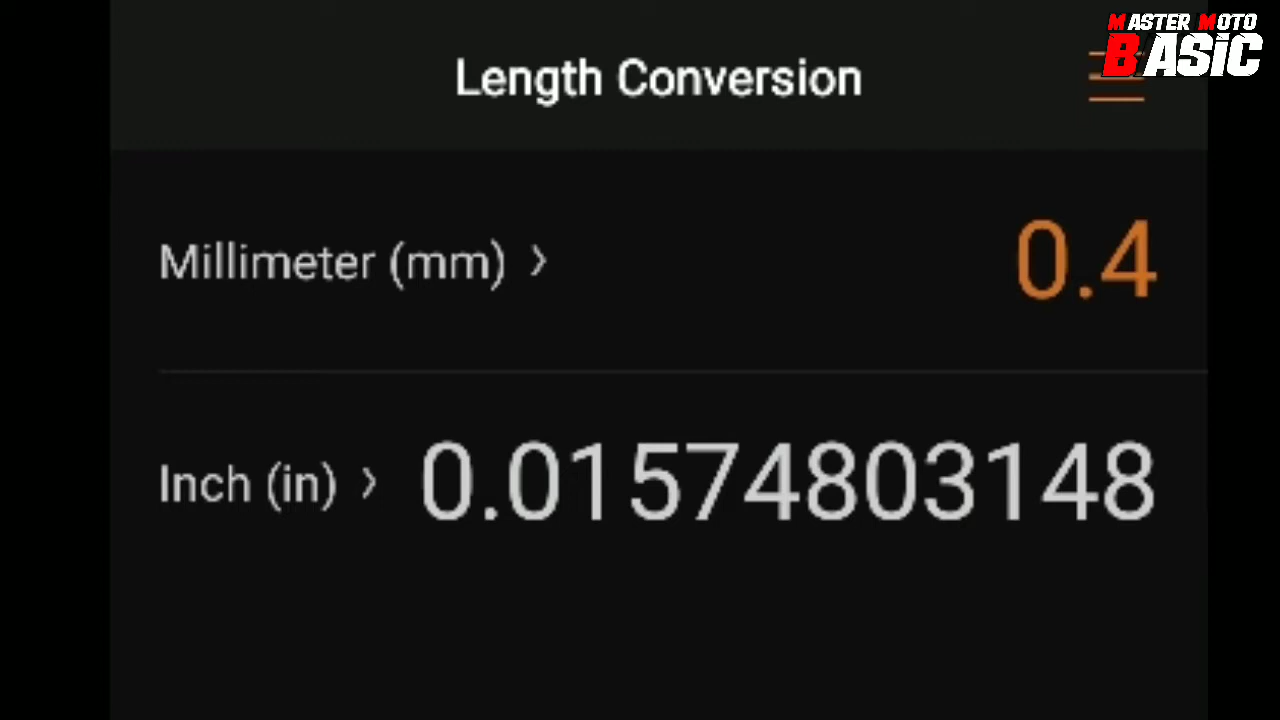 MASTER MOTO
BASiC
Length Conversion
Millimeter (mm) › 0.4
Inch (in) › 0.01574803148